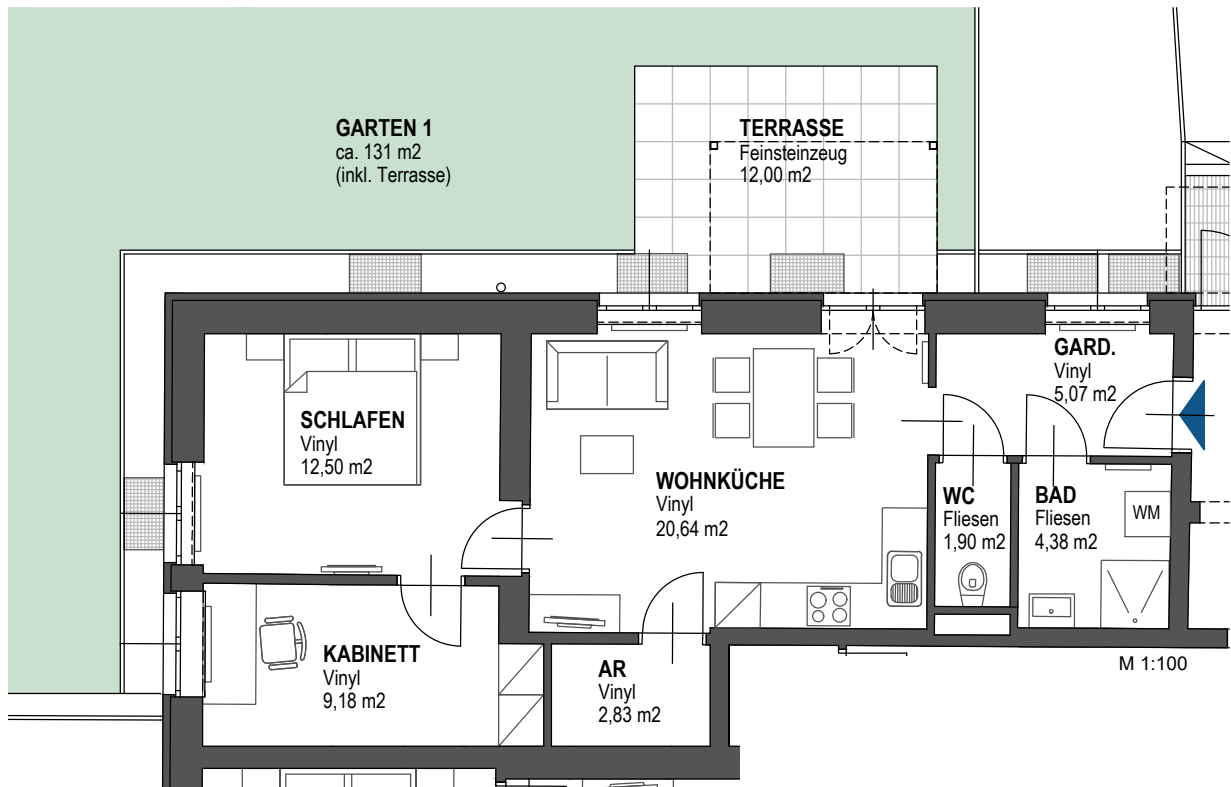 GARTEN 1
ca. 131 m2
(inkl. Terrasse)
TERRASSE
Feinsteinzeug
12,00 m2
GARD.
Vinyl
5,07 m2
SCHLAFEN
Vinyl
12,50 m2
WOHNKÜCHE
Vinyl
20,64 m2
WC
Fliesen
1,90 m2
BAD
Fliesen
4,38 m2
WM
KABINETT
Vinyl
9,18 m2
AR
Vinyl
2,83 m2
M 1:100